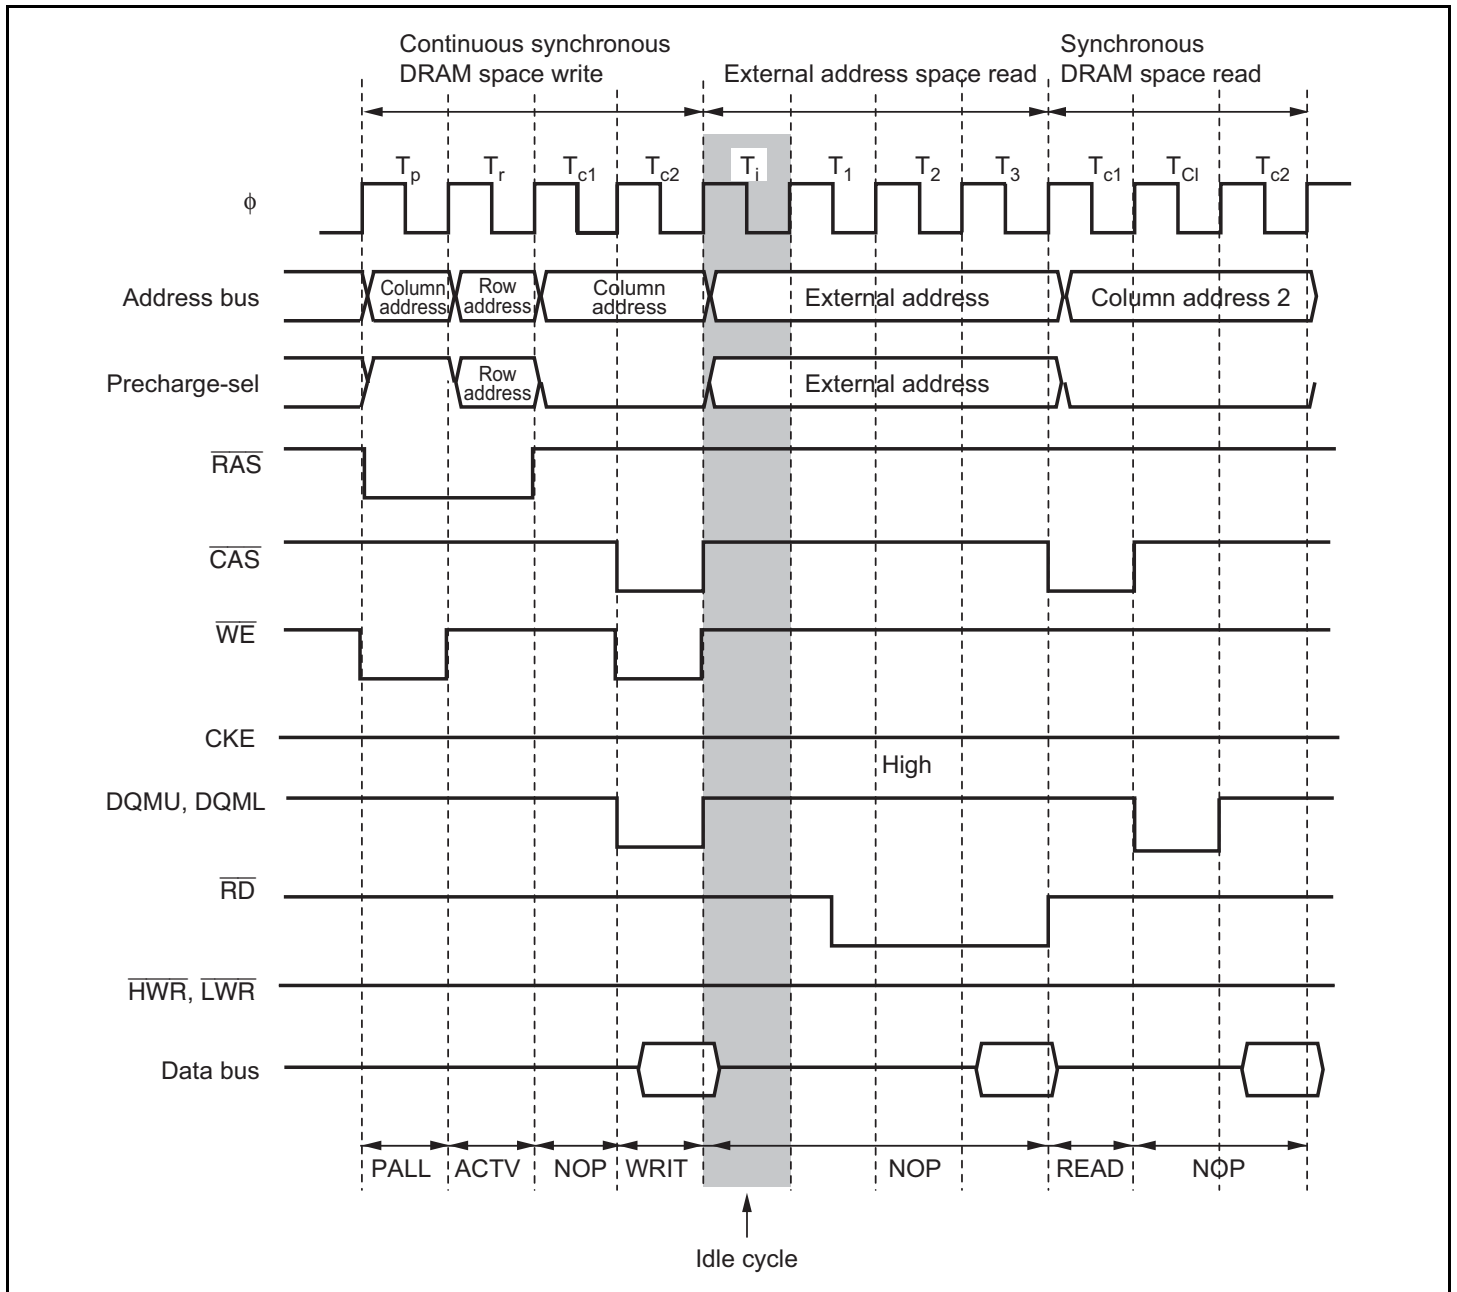 Continuous synchronous
DRAM space write
External address space read
Synchronous
DRAM space read
Tp Tr Tc1 Tc2 Ti T1 T2 T3 Tc1 TCl Tc2
ϕ
Address bus
Column
address
Row
address
Column
address
External address
Column address 2
Precharge-sel
Row
address
External address
RAS
CAS
WE
CKE
High
DQMU, DQML
RD
HWR, LWR
Data bus
PALL ACTV NOP WRIT NOP READ NOP
Idle cycle